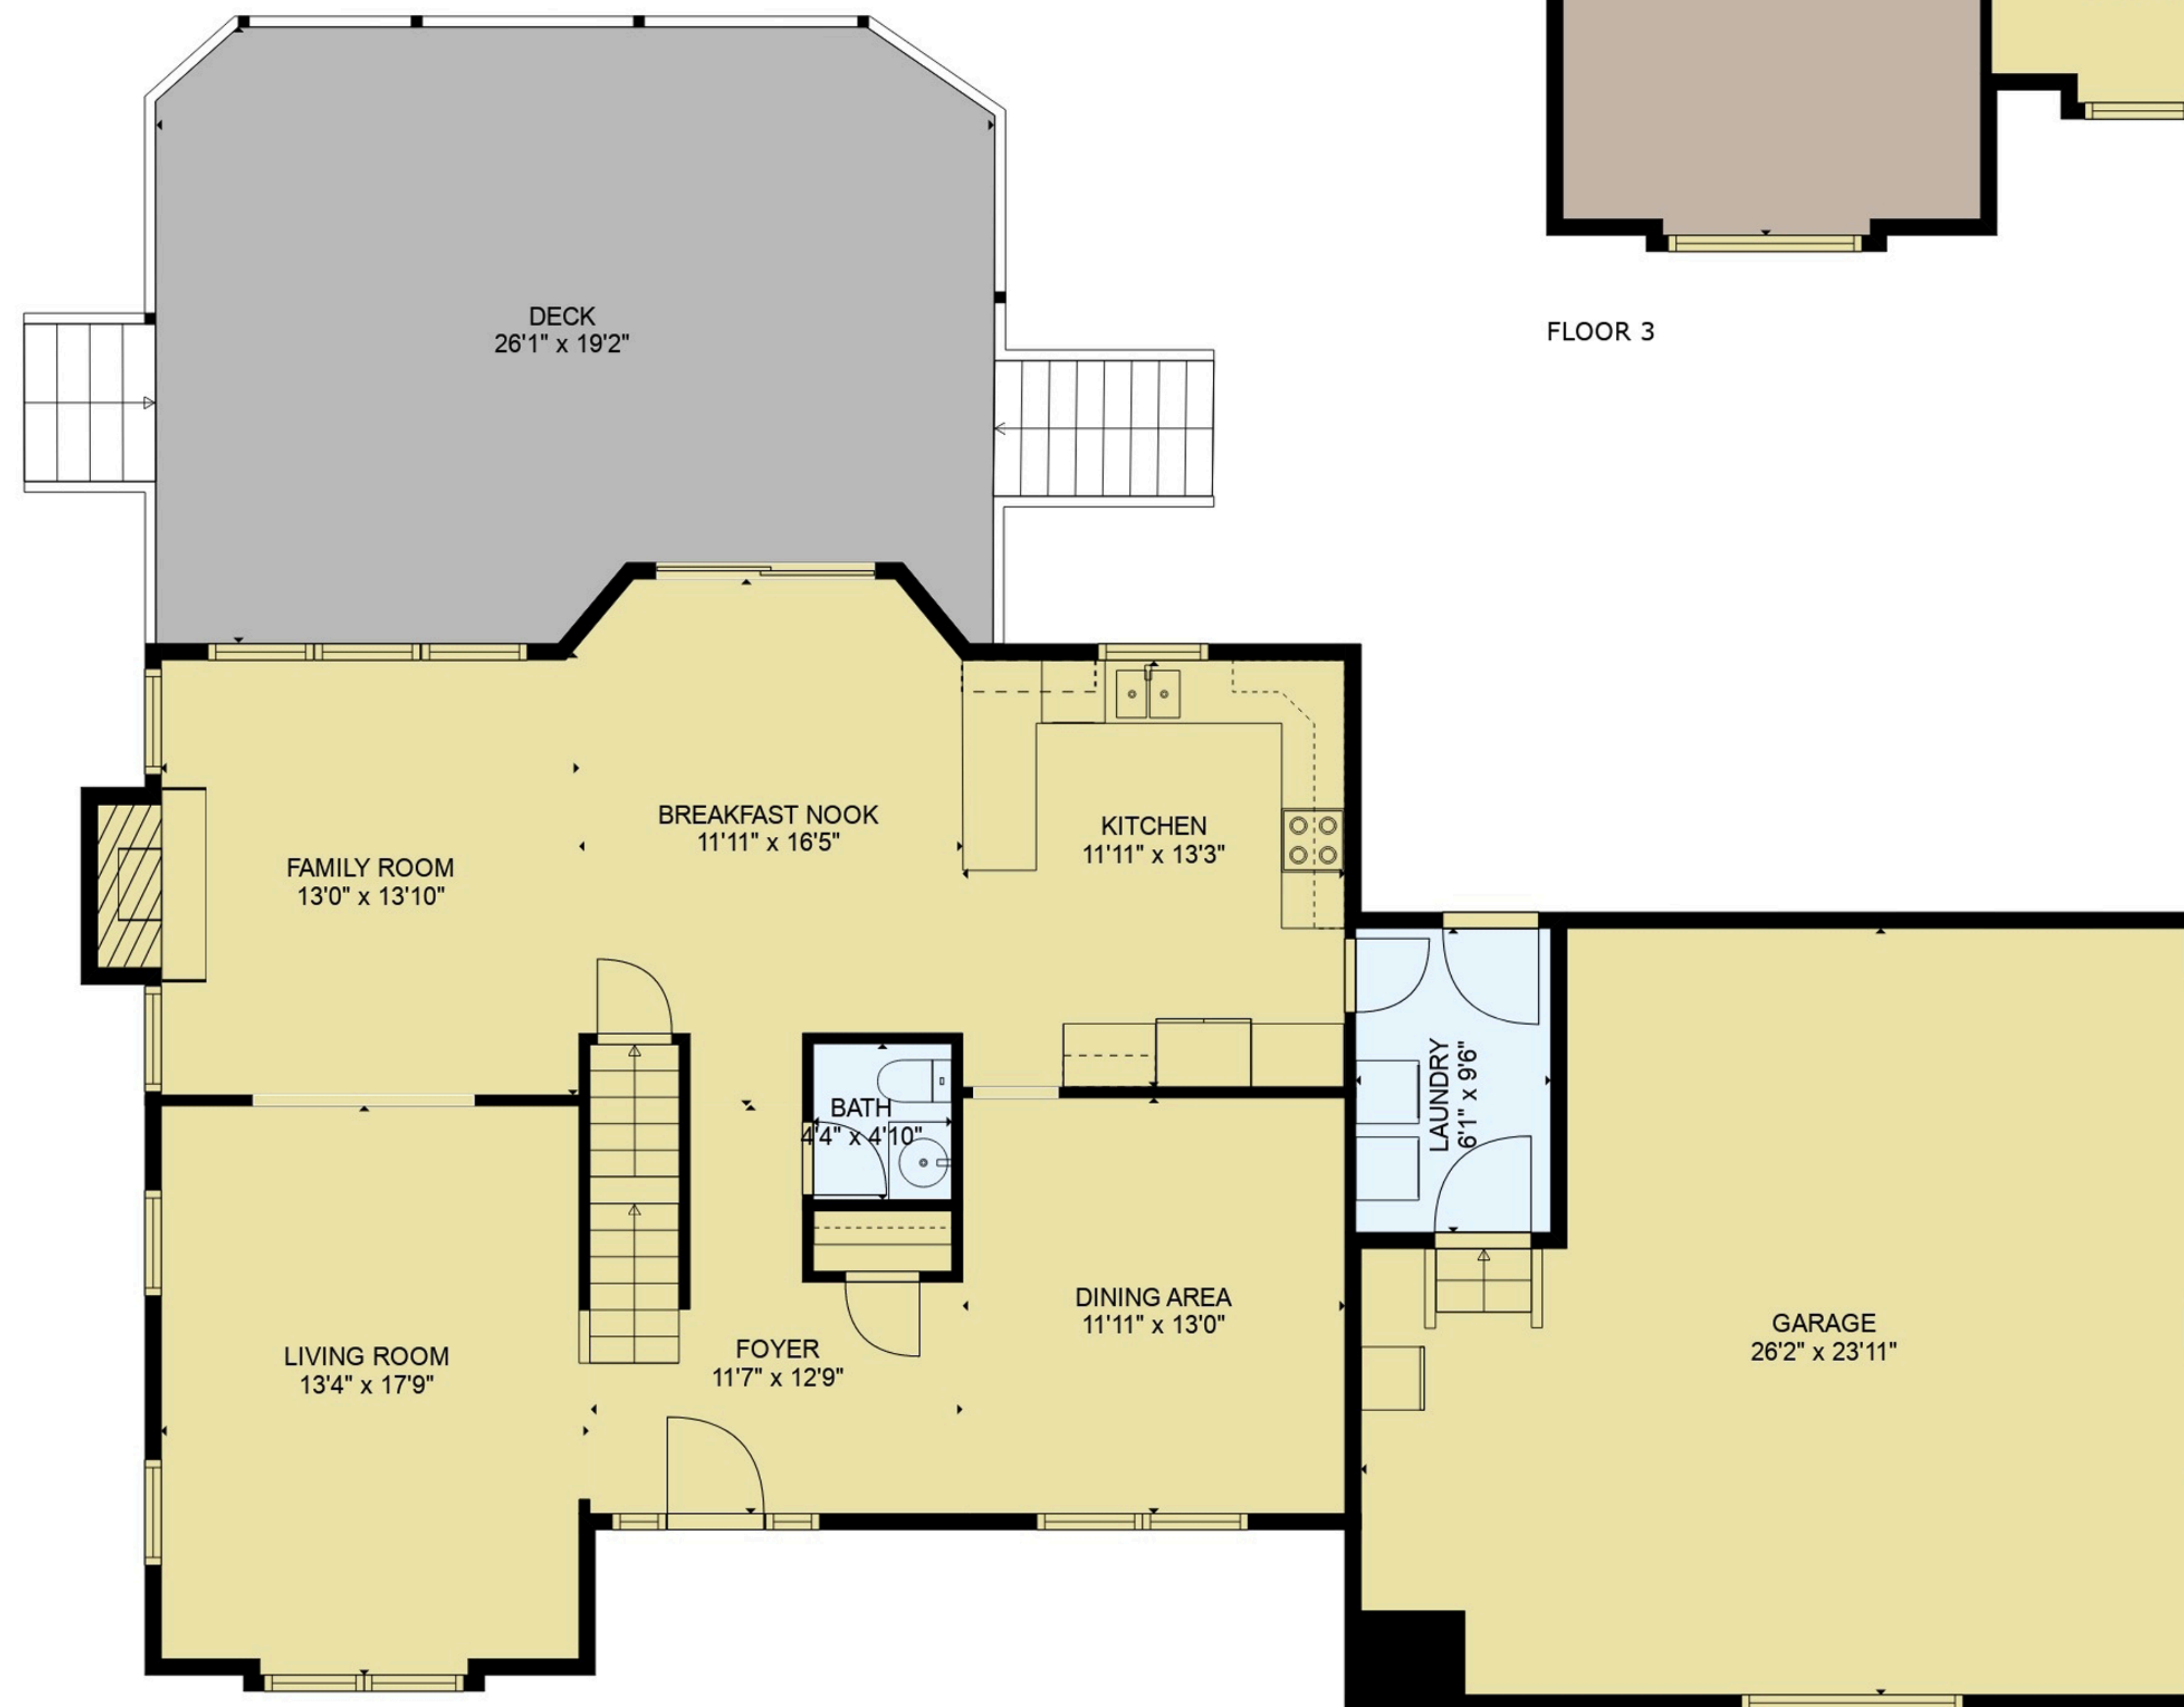 DECK
26'1" x 19'2"
FLOOR 3
BREAKFAST NOOK
11'11" x 16'5"
KITCHEN
11'11" x 13'3"
FAMILY ROOM
13'0" x 13'10"
LAUNDRY
6'1" x 9'6"
BATH
4'4" x 4'10"
DINING AREA
11'11" x 13'0"
GARAGE
26'2" x 23'11"
FOYER
11'7" x 12'9"
LIVING ROOM
13'4" x 17'9"